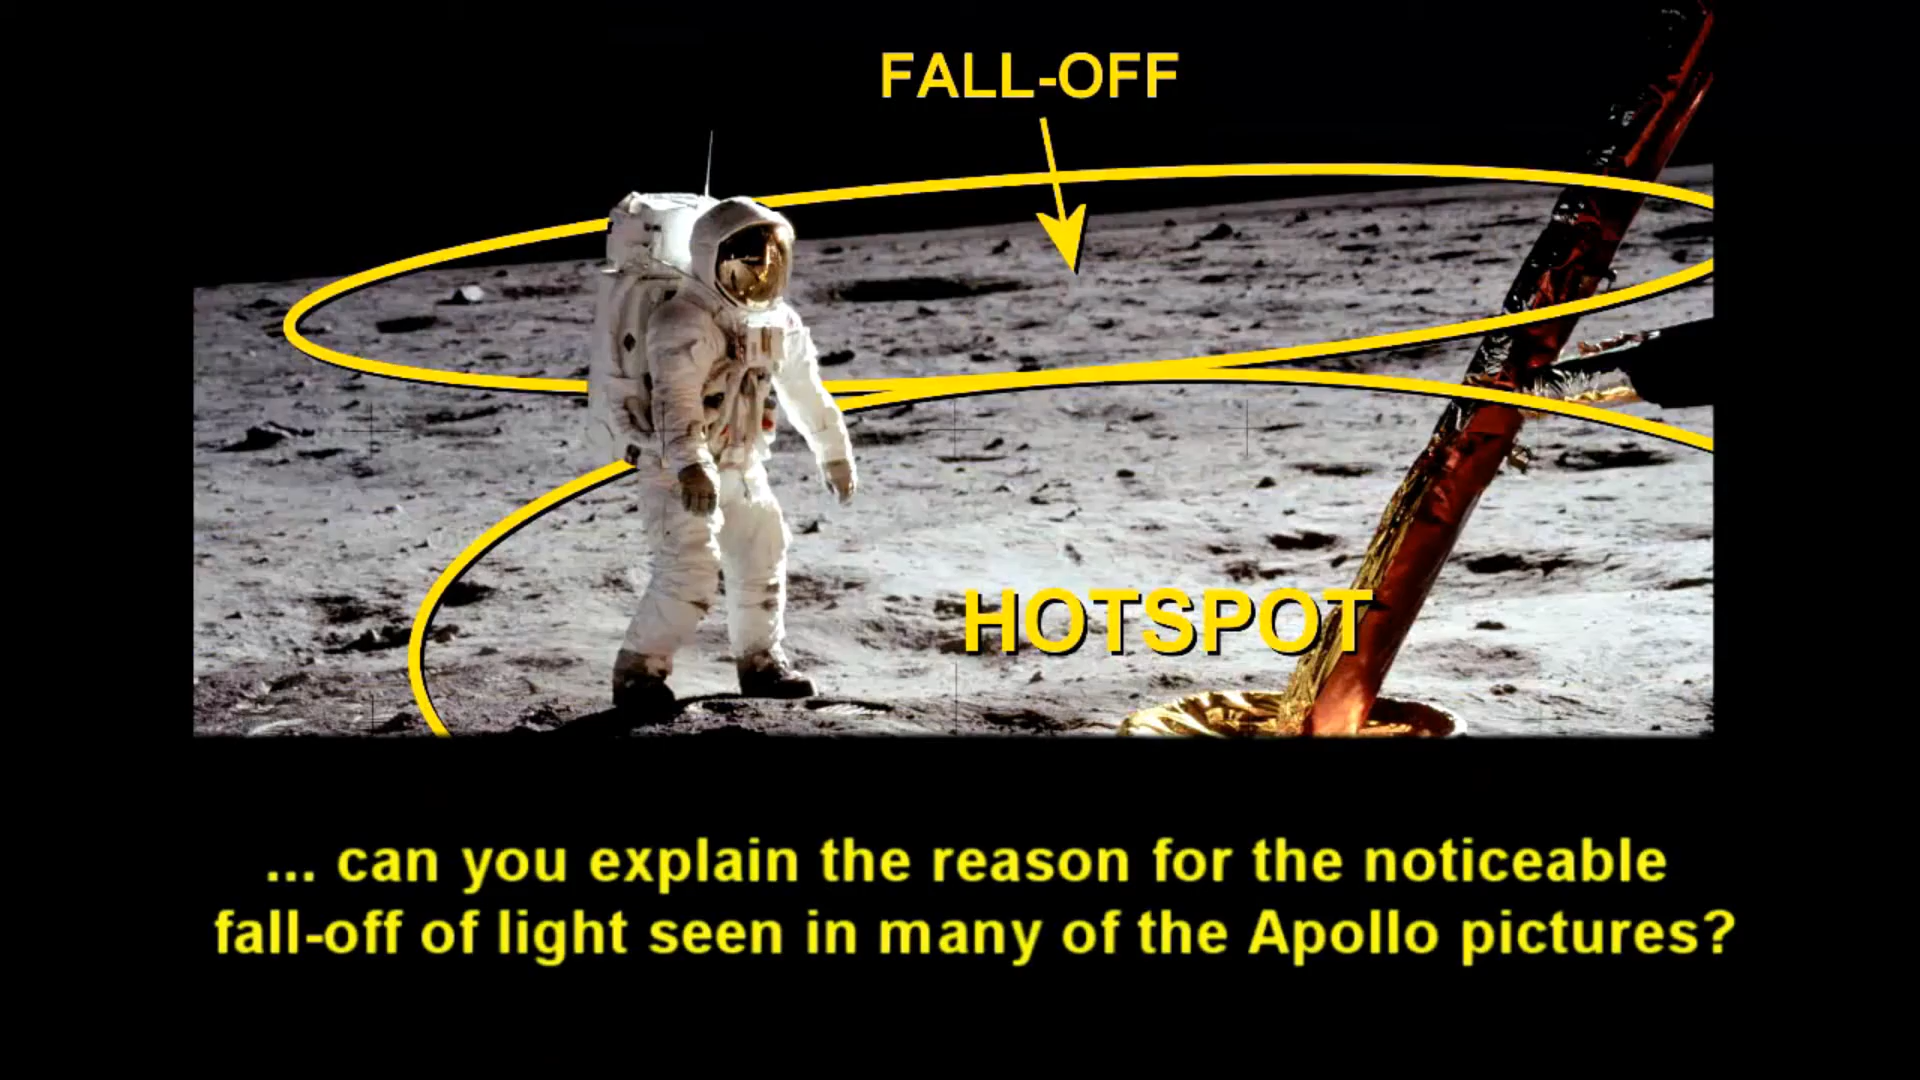 FALL-OFF
HOTSPOT
... can you explain the reason for the noticeable
fall-off of light seen in many of the Apollo pictures?